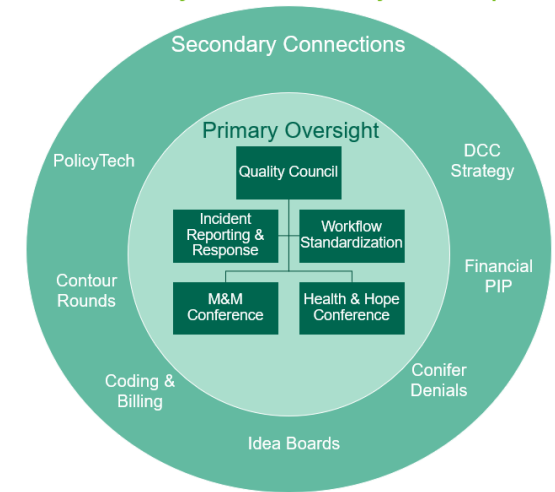 Secondary Connections
Primary Oversight
Quality Council
Incident
Reporting &
Response
Workflow
Standardization
M&M
Conference
Health & Hope
Conference
PolicyTech
DCC
Strategy
Contour
Rounds
Financial
PIP
Coding &
Billing
Conifer
Denials
Idea Boards